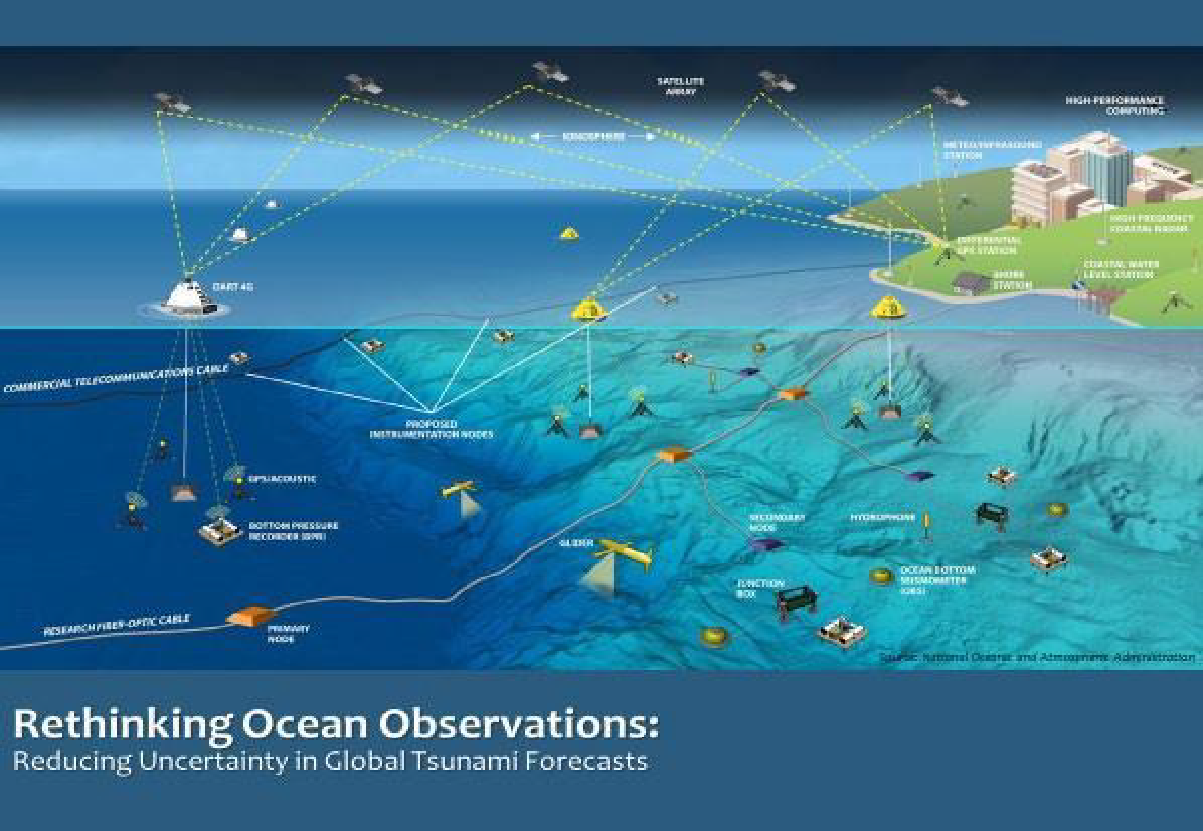 SATELLITE
ARRAY
HIGH-PERFORMANCE
COMPUTING
IONOSPHERE
METEO/INFRASOUND
STATION
HIGH FREQUENCY
COASTAL RADAR
DIFFERENTIAL
GPS STATION
COASTAL WATER
LEVEL STATION
SHORE
STATION
DART 4G
COMMERCIAL TELECOMMUNICATIONS CABLE
PROPOSED
INSTRUMENTATION NODES
GPS/ACOUSTIC
BOTTOM PRESSURE
RECORDER (BPR)
SECONDARY
NODE
HYDROPHONE
GLIDER
OCEAN BOTTOM
SEISMOMETER
(OBS)
JUNCTION
BOX
RESEARCH FIBER-OPTIC CABLE
PRIMARY
NODE
Source: National Oceanic and Atmospheric Administration
Rethinking Ocean Observations:
Reducing Uncertainty in Global Tsunami Forecasts